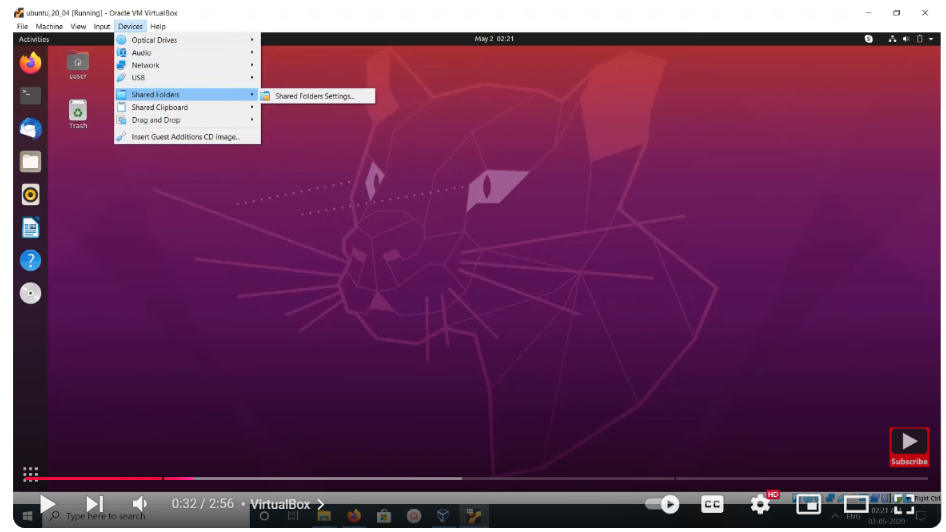 ubuntu_20_04 [Running] - Oracle VM VirtualBox
File Machine View Input Devices Help
Activities
May 2 02:21
Optical Drives
Audio
Network
USB
Shared Folders
Shared Folders Settings...
Shared Clipboard
Drag and Drop
Insert Guest Additions CD image...
Trash
Subscribe
0:32 / 2:56 • VirtualBox
CC
HD
Right Ctrl
Type here to search
ENG
02:21
02-05-2020